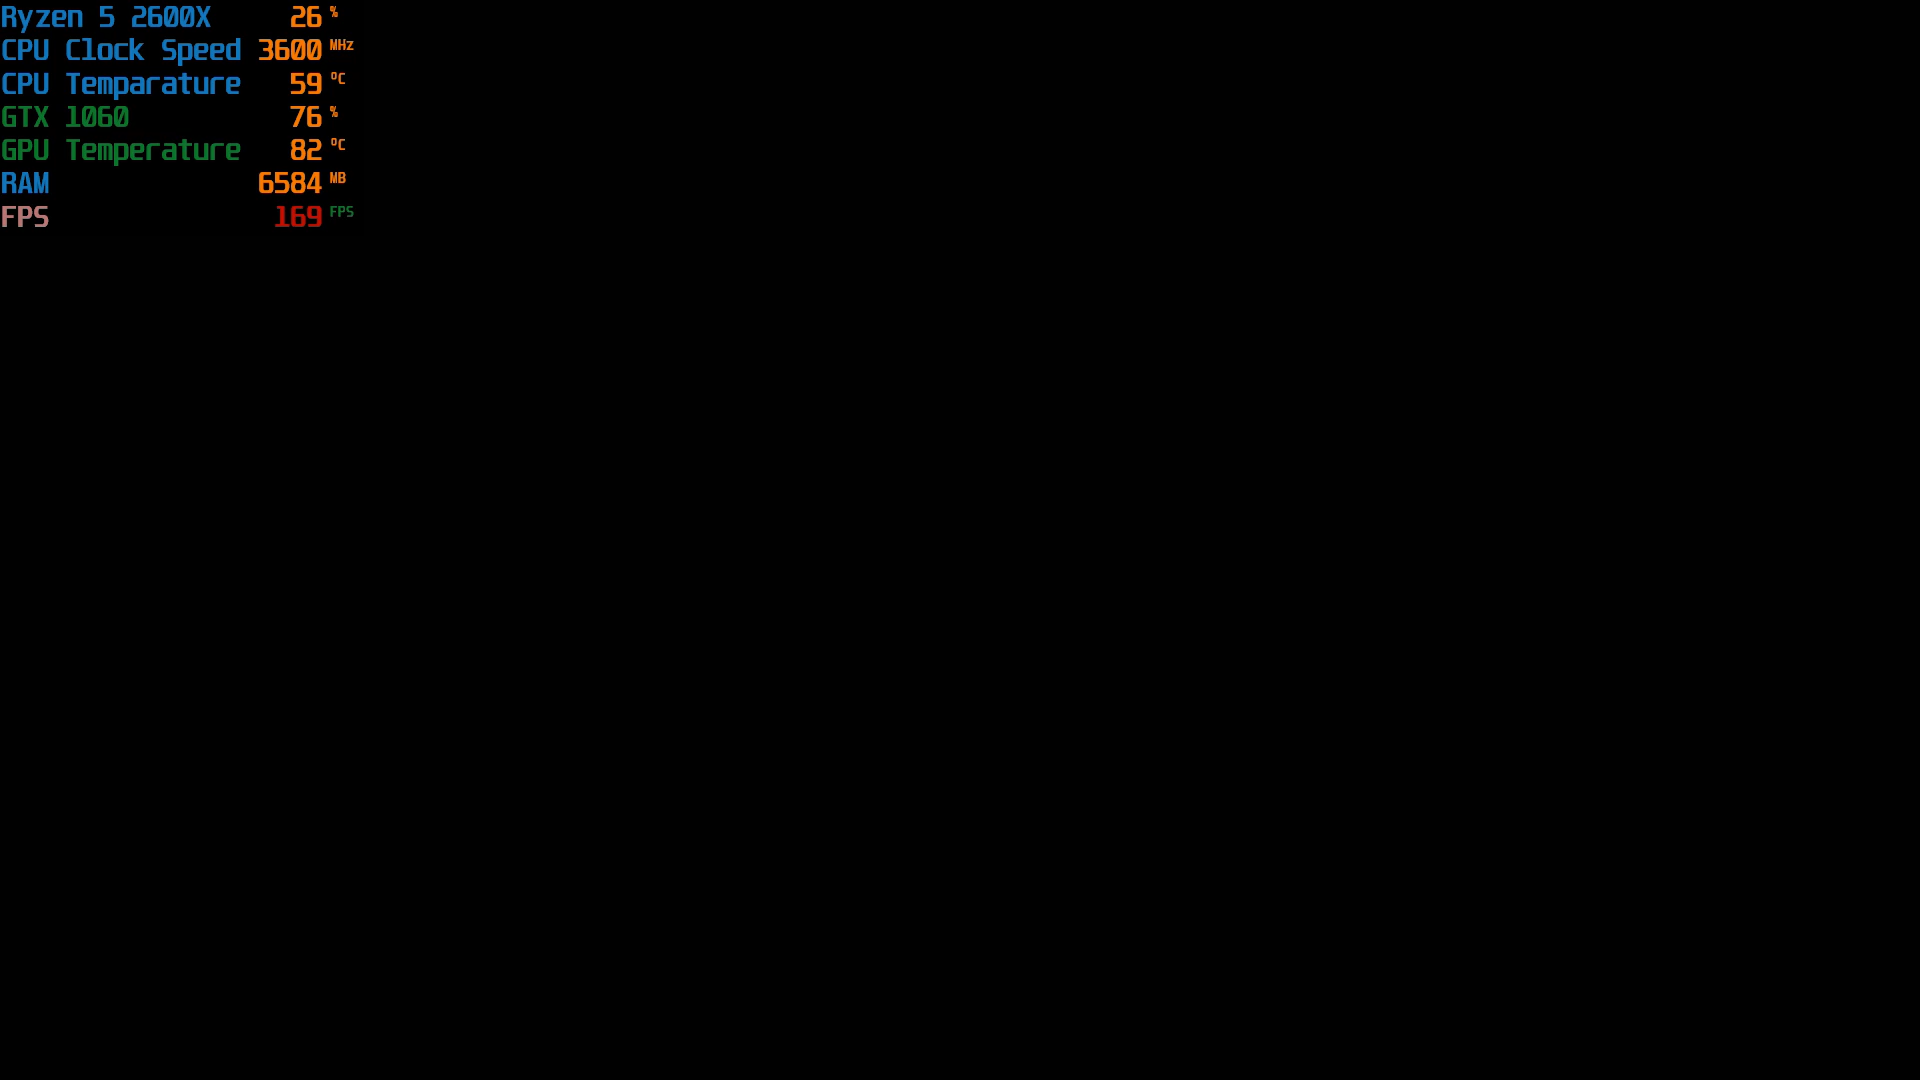 Ryzen 5 2600X 26 %
CPU Clock Speed 3600 MHz
CPU Temparature 59 °C
GTX 1060 76 %
GPU Temperature 82 °C
RAM 6584 MB
FPS 169 FPS